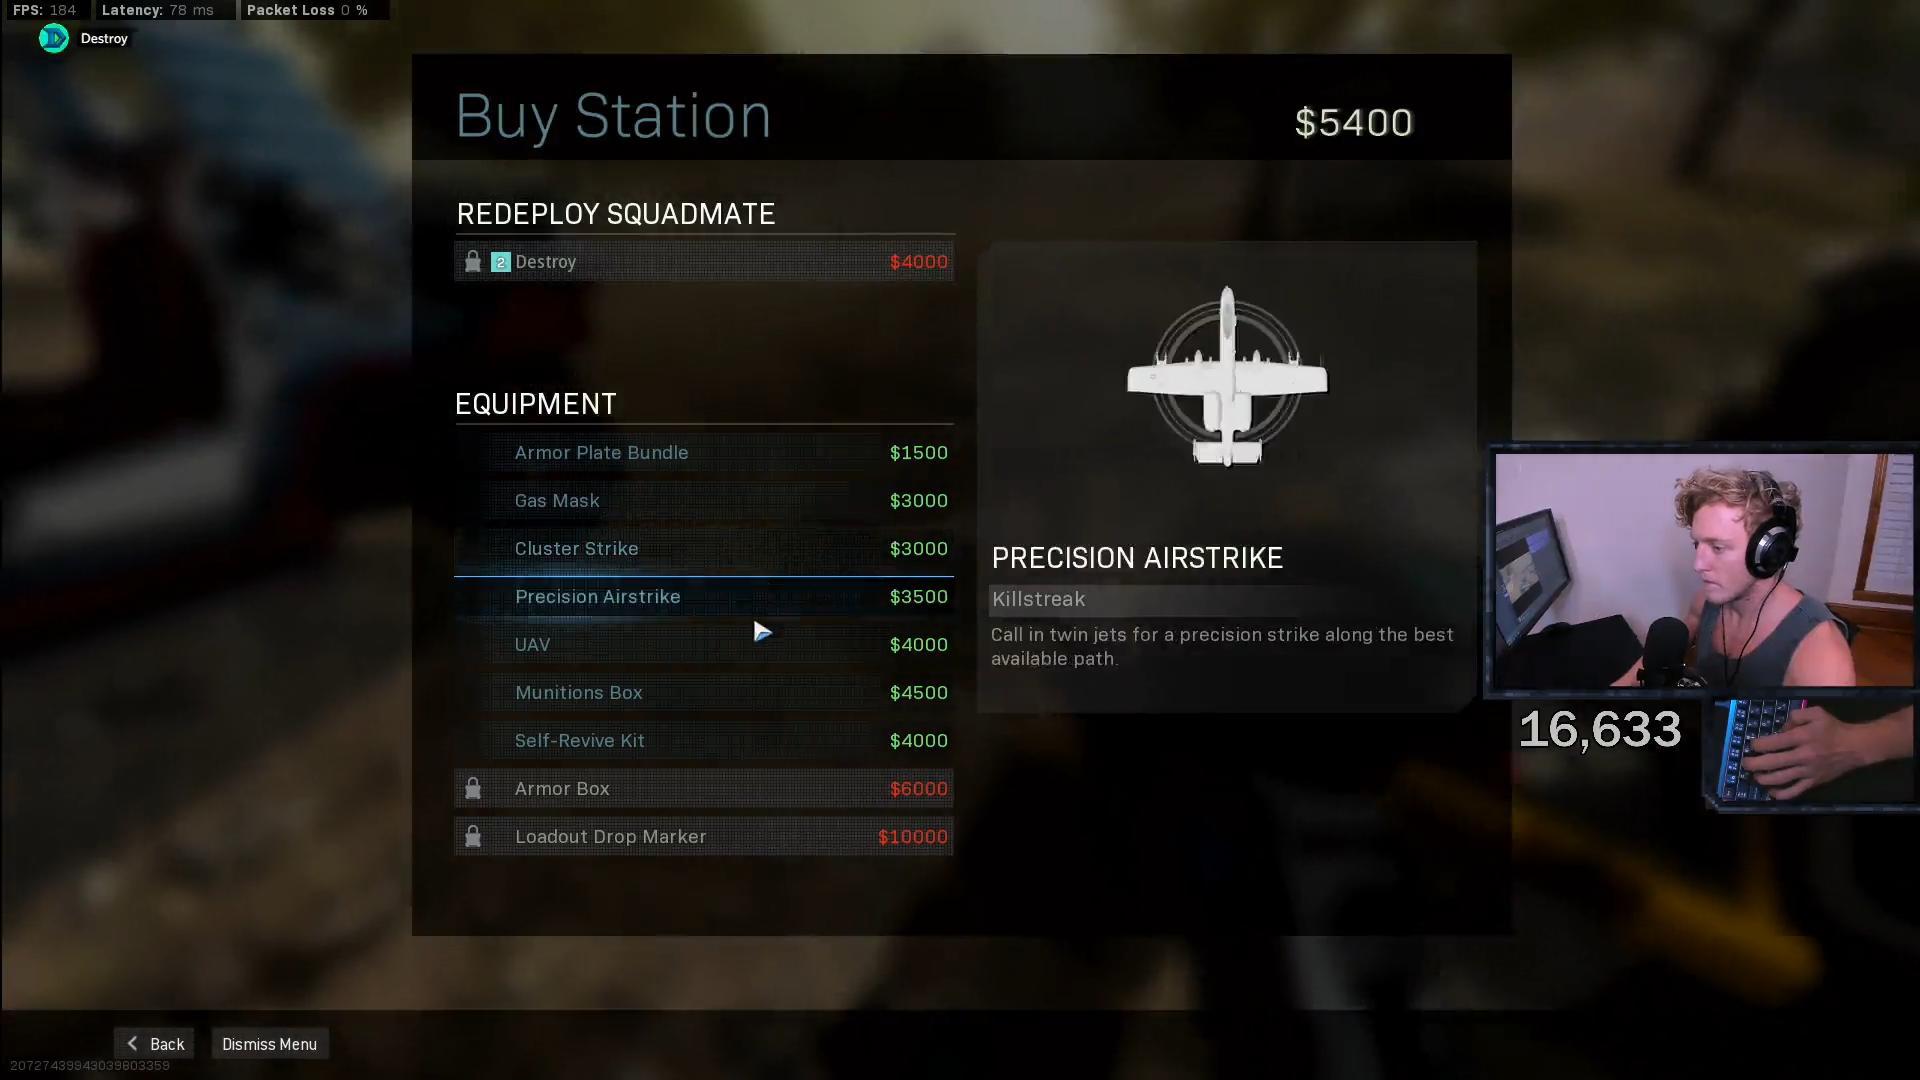 FPS: 184 Latency: 78 ms Packet Loss 0 %
Destroy
Buy Station
$5400
REDEPLOY SQUADMATE
2 Destroy $4000
EQUIPMENT
Armor Plate Bundle $1500
Gas Mask $3000
Cluster Strike $3000
Precision Airstrike $3500
UAV $4000
Munitions Box $4500
Self-Revive Kit $4000
Armor Box $6000
Loadout Drop Marker $10000
PRECISION AIRSTRIKE
Killstreak
Call in twin jets for a precision strike along the best
available path.
16,633
Back Dismiss Menu
20727439943039803359